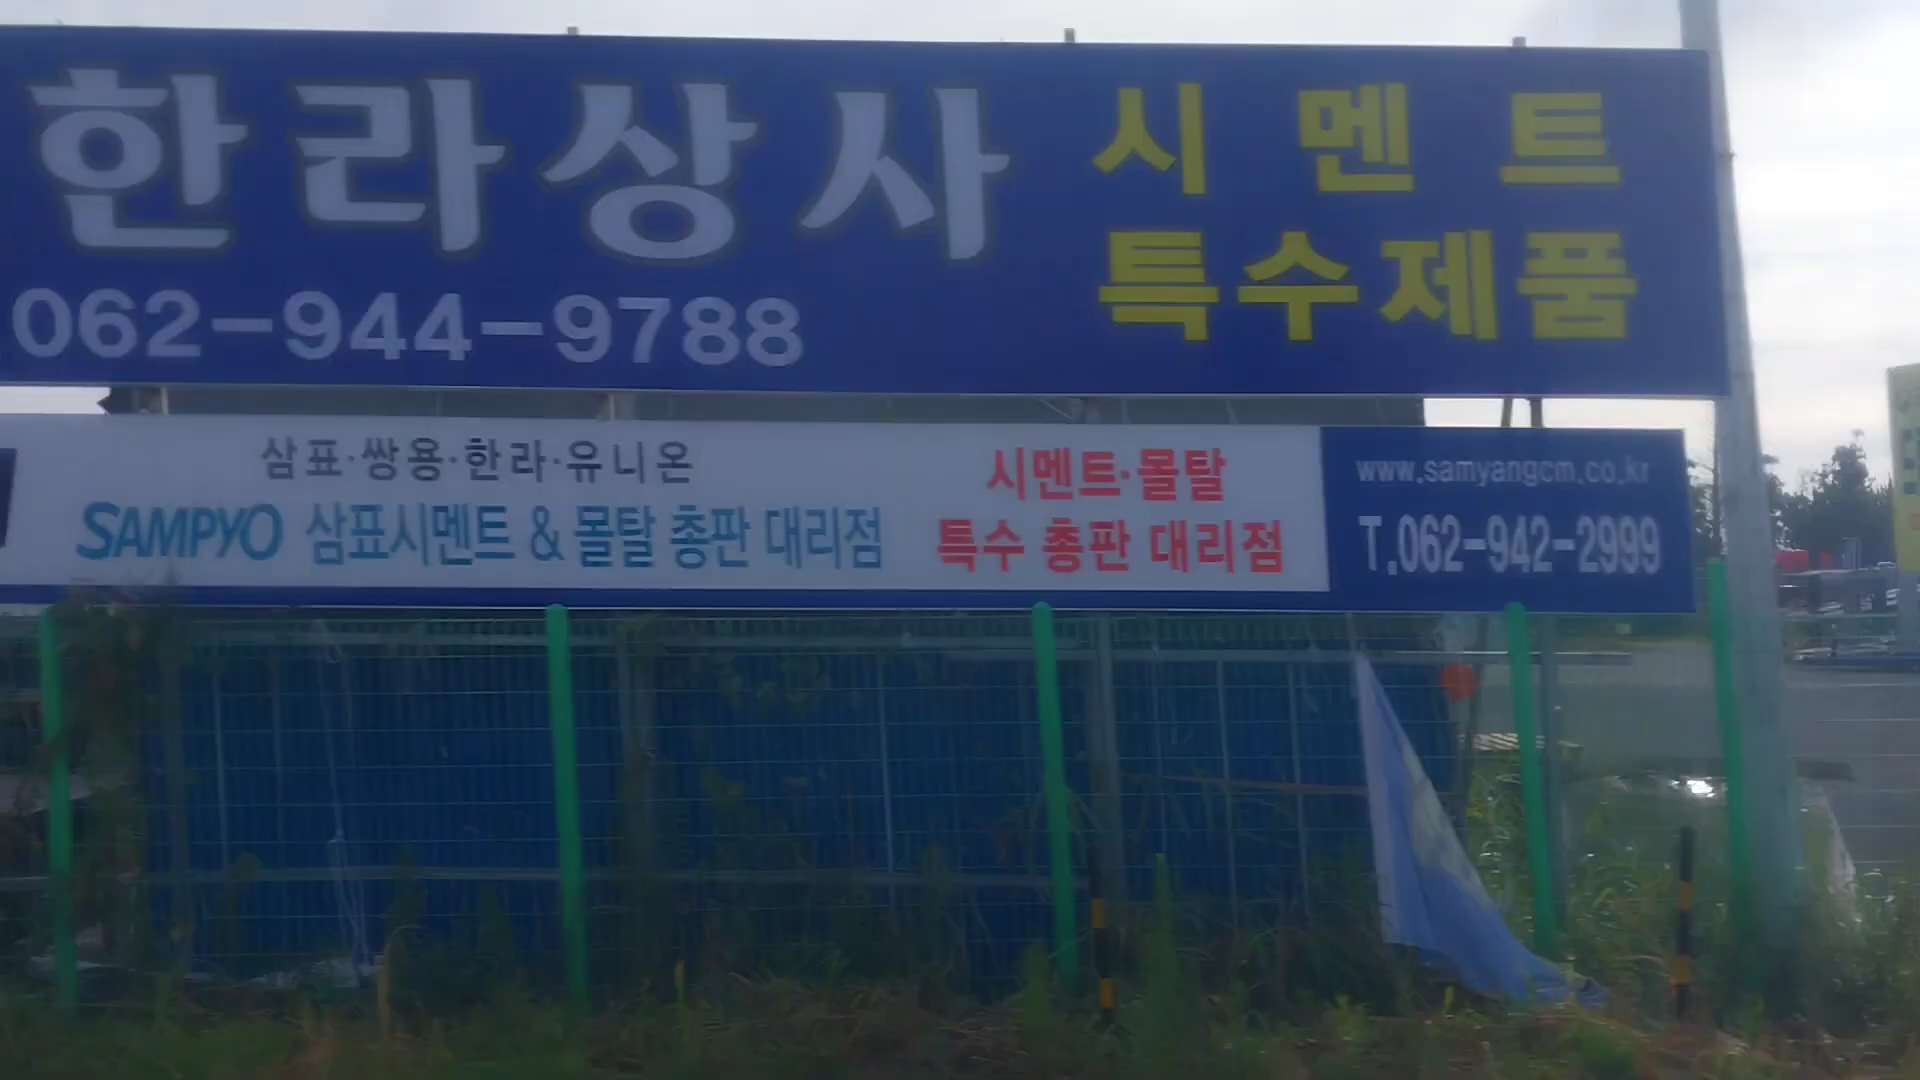 한라상사
062-944-9788
시멘트
특수제품
삼표·쌍용·한라·유니온
SAMPYO 삼표시멘트 & 몰탈 총판 대리점
시멘트·몰탈
특수 총판 대리점
www.samyangcm.co.kr
T.062-942-2999